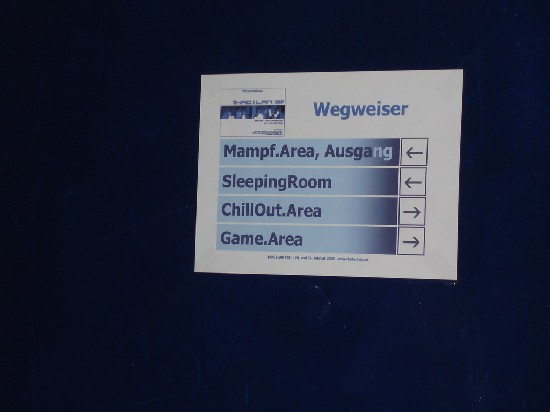 Wegweiser
Mampf.Area, Ausgang ←
SleepingRoom ←
ChillOut.Area →
Game.Area →